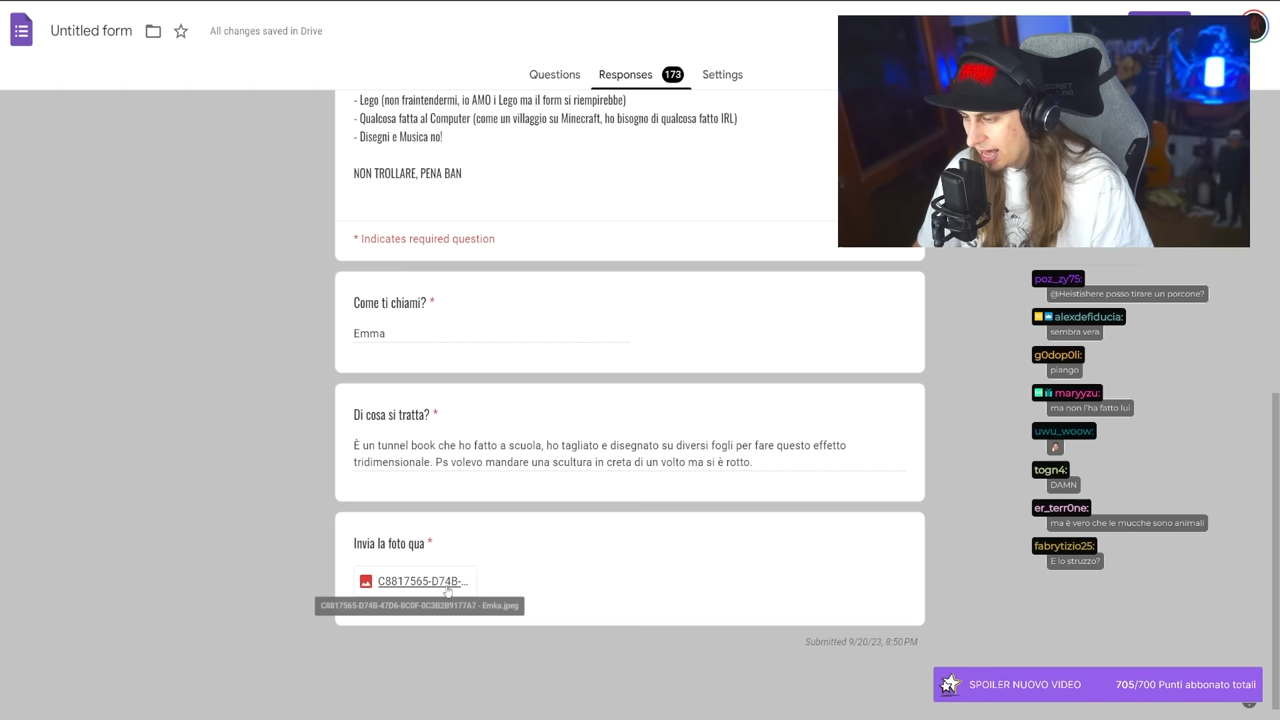 Untitled form
All changes saved in Drive
Questions
Responses 173
Settings
- Lego (non fraintendermi, io AMO i Lego ma il form si riempirebbe)
- Qualcosa fatta al Computer (come un villaggio su Minecraft, ho bisogno di qualcosa fatto IRL)
- Disegni e Musica no!
NON TROLLARE, PENA BAN
* Indicates required question
Come ti chiami? *
Emma
Di cosa si tratta? *
È un tunnel book che ho fatto a scuola, ho tagliato e disegnato su diversi fogli per fare questo effetto
tridimensionale. Ps volevo mandare una scultura in creta di un volto ma si è rotto.
Invia la foto qua *
C8817565-D74B-...
C8817565-D74B-47D6-BC0F-0C3B2B9177A7 - Emka.jpeg
Submitted 9/20/23, 8:50 PM
poz_zy75:
@Heistishere posso tirare un porcone?
alexdefiducia:
sembra vera
g0dop0li:
piango
maryyzu:
ma non l'ha fatto lui
uwu_woow:
togn4:
DAMN
er_terr0ne:
ma è vero che le mucche sono animali
fabrytizio25:
E lo struzzo?
SPOILER NUOVO VIDEO
705/700 Punti abbonato totali